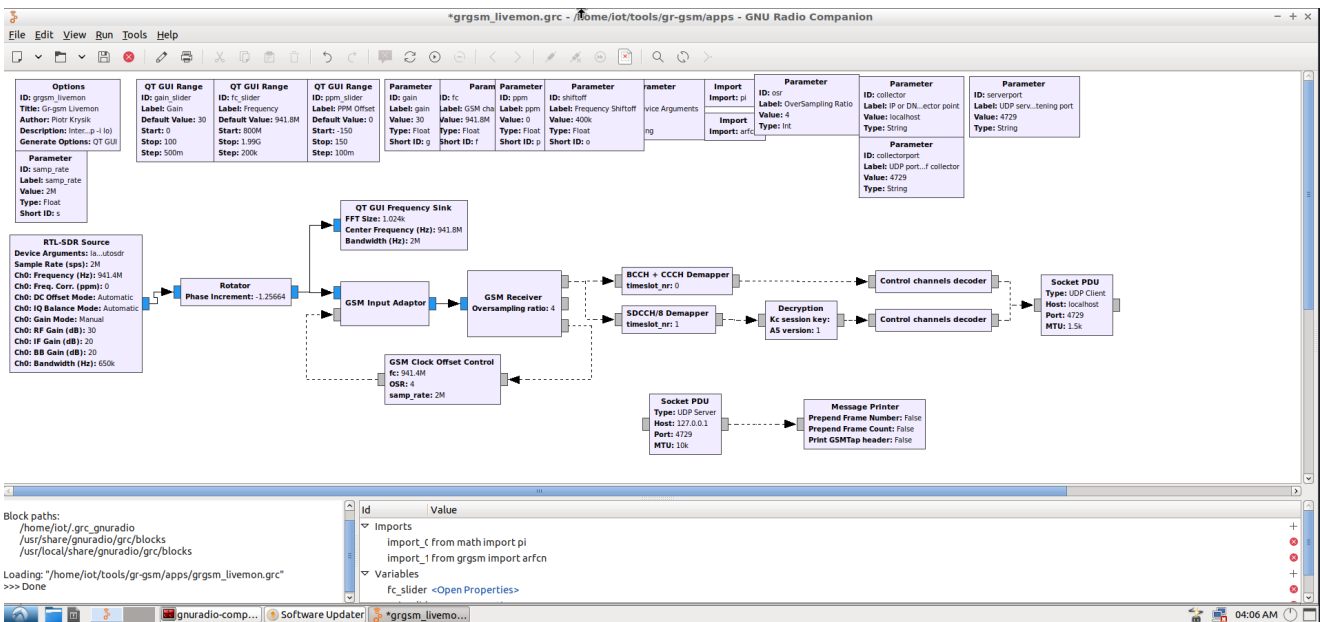 *grgsm_livemon.grc - /home/iot/tools/gr-gsm/apps - GNU Radio Companion
File Edit View Run Tools Help
Options
ID: grgsm_livemon
Title: Gr-gsm Livemon
Author: Piotr Krysik
Description: Inter...p -i lo)
Generate Options: QT GUI
QT GUI Range
ID: gain_slider
Label: Gain
Default Value: 30
Start: 0
Stop: 100
Step: 500m
QT GUI Range
ID: fc_slider
Label: Frequency
Default Value: 941.8M
Start: 800M
Stop: 1.99G
Step: 200k
QT GUI Range
ID: ppm_slider
Label: PPM Offset
Default Value: 0
Start: -150
Stop: 150
Step: 100m
Parameter
ID: gain
Label: gain
Value: 30
Type: Float
Short ID: g
Param
ID: fc
Label: GSM cha
Value: 941.8M
Type: Float
Short ID: f
Parameter
ID: ppm
Label: ppm
Value: 0
Type: Float
Short ID: p
Parameter
ID: shiftoff
Label: Frequency Shiftoff
Value: 400k
Type: Float
Short ID: o
rameter
vice Arguments
ng
Import
Import: pi
Import
Import: arfc
Parameter
ID: osr
Label: OverSampling Ratio
Value: 4
Type: Int
Parameter
ID: collector
Label: IP or DN...ector point
Value: localhost
Type: String
Parameter
ID: serverport
Label: UDP serv...tening port
Value: 4729
Type: String
Parameter
ID: collectorport
Label: UDP port...f collector
Value: 4729
Type: String
Parameter
ID: samp_rate
Label: samp_rate
Value: 2M
Type: Float
Short ID: s
QT GUI Frequency Sink
FFT Size: 1.024k
Center Frequency (Hz): 941.8M
Bandwidth (Hz): 2M
RTL-SDR Source
Device Arguments: la...utosdr
Sample Rate (sps): 2M
Ch0: Frequency (Hz): 941.4M
Ch0: Freq. Corr. (ppm): 0
Ch0: DC Offset Mode: Automatic
Ch0: IQ Balance Mode: Automatic
Ch0: Gain Mode: Manual
Ch0: RF Gain (dB): 30
Ch0: IF Gain (dB): 20
Ch0: BB Gain (dB): 20
Ch0: Bandwidth (Hz): 650k
Rotator
Phase Increment: -1.25664
GSM Input Adaptor
GSM Receiver
Oversampling ratio: 4
BCCH + CCCH Demapper
timeslot_nr: 0
Control channels decoder
SDCCH/8 Demapper
timeslot_nr: 1
Decryption
Kc session key:
A5 version: 1
Control channels decoder
Socket PDU
Type: UDP Client
Host: localhost
Port: 4729
MTU: 1.5k
GSM Clock Offset Control
fc: 941.4M
OSR: 4
samp_rate: 2M
Socket PDU
Type: UDP Server
Host: 127.0.0.1
Port: 4729
MTU: 10k
Message Printer
Prepend Frame Number: False
Prepend Frame Count: False
Print GSMTap header: False
Block paths:
/home/iot/.grc_gnuradio
/usr/share/gnuradio/grc/blocks
/usr/local/share/gnuradio/grc/blocks
Loading: "/home/iot/tools/gr-gsm/apps/grgsm_livemon.grc"
>>> Done
Id Value
Imports
import_( from math import pi
import_1 from grgsm import arfcn
Variables
fc_slider <Open Properties>
gnuradio-comp... Software Updater *grgsm_livemo... 04:06 AM